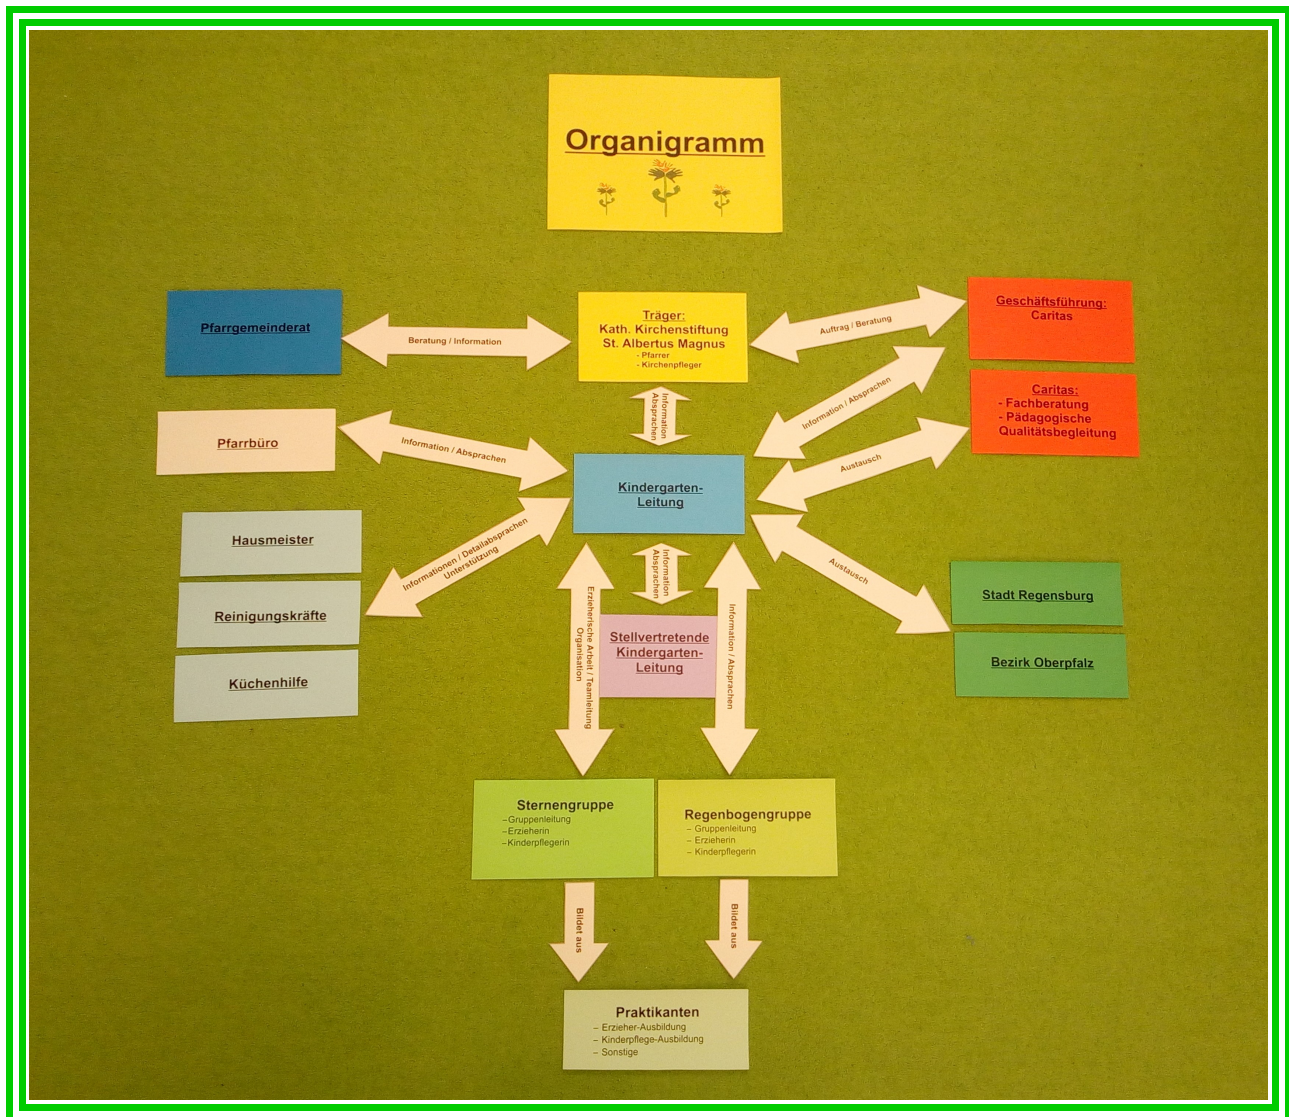 Organigramm
Pfarrgemeinderat
Beratung / Information
Träger:
Kath. Kirchenstiftung
St. Albertus Magnus
- Pfarrer
- Kirchenpfleger
Auftrag / Beratung
Geschäftsführung:
Caritas
Information / Absprachen
Caritas:
- Fachberatung
- Pädagogische
Qualitätsbegleitung
Information
Absprachen
Pfarrbüro
Information / Absprachen
Austausch
Kindergarten-
Leitung
Hausmeister
Reinigungskräfte
Küchenhilfe
Informationen / Detailabsprachen
Unterstützung
Information
Absprachen
Austausch
Stadt Regensburg
Bezirk Oberpfalz
Erzieherische Arbeit / Teamleitung
Organisation
Stellvertretende
Kindergarten-
Leitung
Information / Absprachen
Sternengruppe
– Gruppenleitung
– Erzieherin
– Kinderpflegerin
Regenbogengruppe
– Gruppenleitung
– Erzieherin
– Kinderpflegerin
Bildet aus
Bildet aus
Praktikanten
– Erzieher-Ausbildung
– Kinderpflege-Ausbildung
– Sonstige